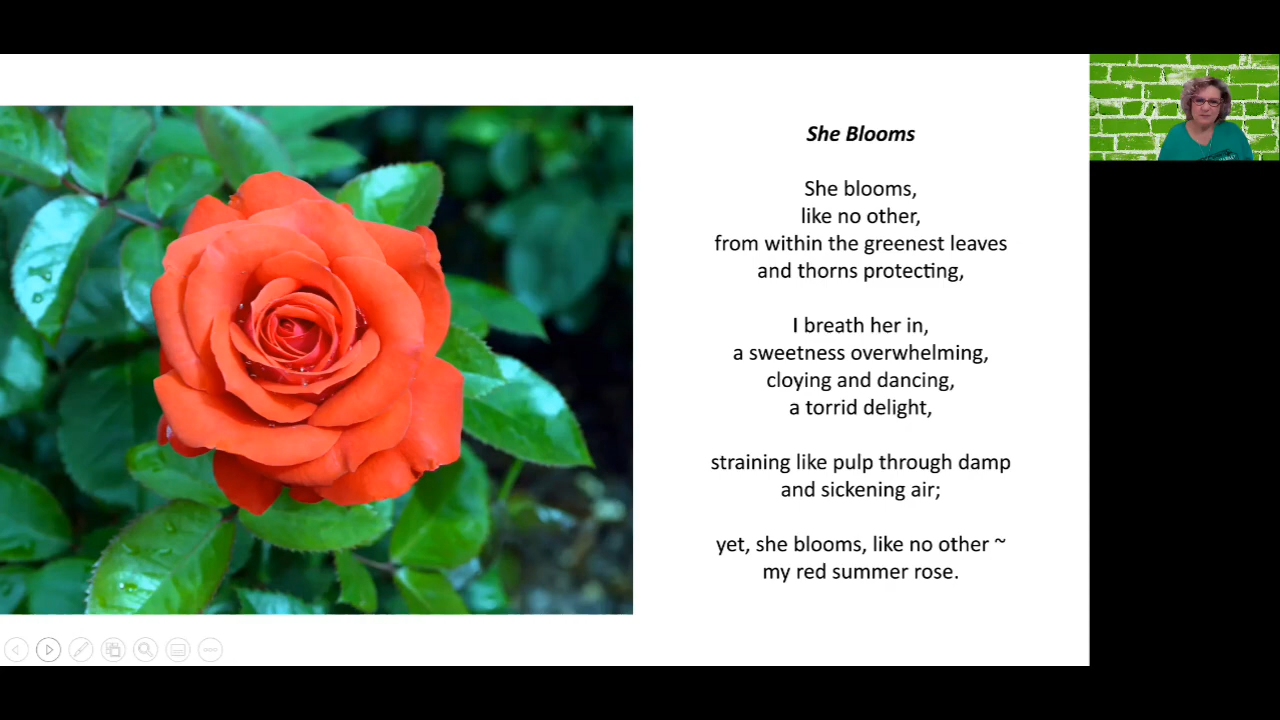 She Blooms
She blooms,
like no other,
from within the greenest leaves
and thorns protecting,
I breath her in,
a sweetness overwhelming,
cloying and dancing,
a torrid delight,
straining like pulp through damp
and sickening air;
yet, she blooms, like no other ~
my red summer rose.